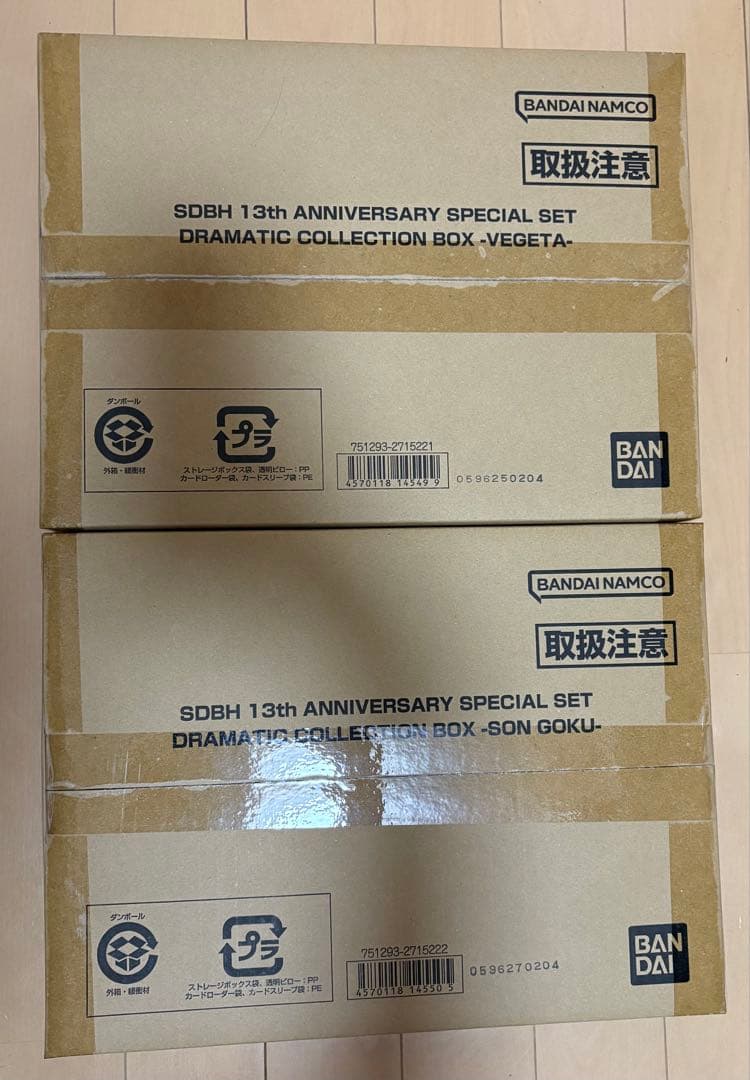 BANDAI NAMCO
取扱注意
SDBH 13th ANNIVERSARY SPECIAL SET
DRAMATIC COLLECTION BOX -VEGETA-
ダンボール
プラ
外箱・緩衝材
ストレージボックス袋、透明ピロー：PP
カードローダー袋、カードスリーブ袋：PE
751293-2715221
4570118 14549 9
0596250204
BAN
DAI
BANDAI NAMCO
取扱注意
SDBH 13th ANNIVERSARY SPECIAL SET
DRAMATIC COLLECTION BOX -SON GOKU-
ダンボール
プラ
外箱・緩衝材
ストレージボックス袋、透明ピロー：PP
カードローダー袋、カードスリーブ袋：PE
751293-2715222
4570118 14550 5
0596270204
BAN
DAI